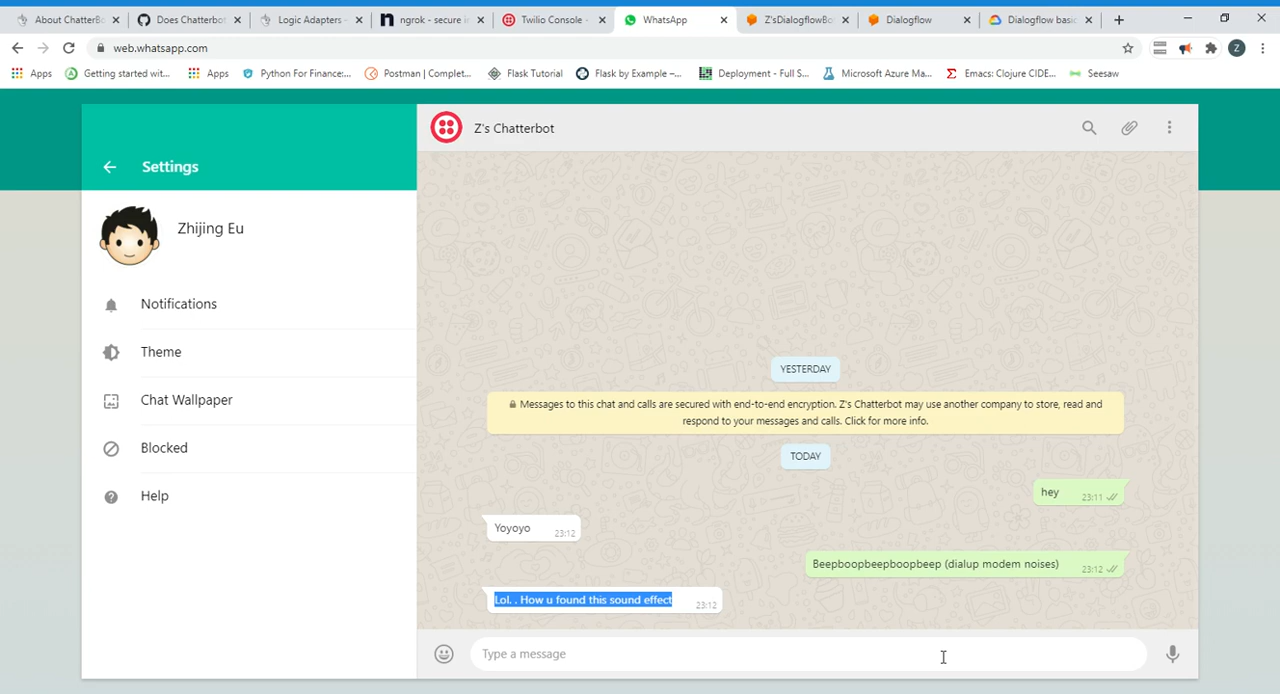 About ChatterBo
Does Chatterbot
Logic Adapters -
ngrok - secure i
Twilio Console -
WhatsApp
Z'sDialogflowBo
Dialogflow
Dialogflow basic
web.whatsapp.com
Z
Apps
Getting started wit...
Apps
Python For Finance:...
Postman | Complet...
Flask Tutorial
Flask by Example –...
Deployment - Full S...
Microsoft Azure Ma...
Emacs: Clojure CIDE...
Seesaw
Settings
Zhijing Eu
Notifications
Theme
Chat Wallpaper
Blocked
Help
Z's Chatterbot
YESTERDAY
Messages to this chat and calls are secured with end-to-end encryption. Z's Chatterbot may use another company to store, read and
respond to your messages and calls. Click for more info.
TODAY
hey 23:11
Yoyoyo 23:12
Beepboopbeepboopbeep (dialup modem noises) 23:12
Lol. . How u found this sound effect 23:12
Type a message